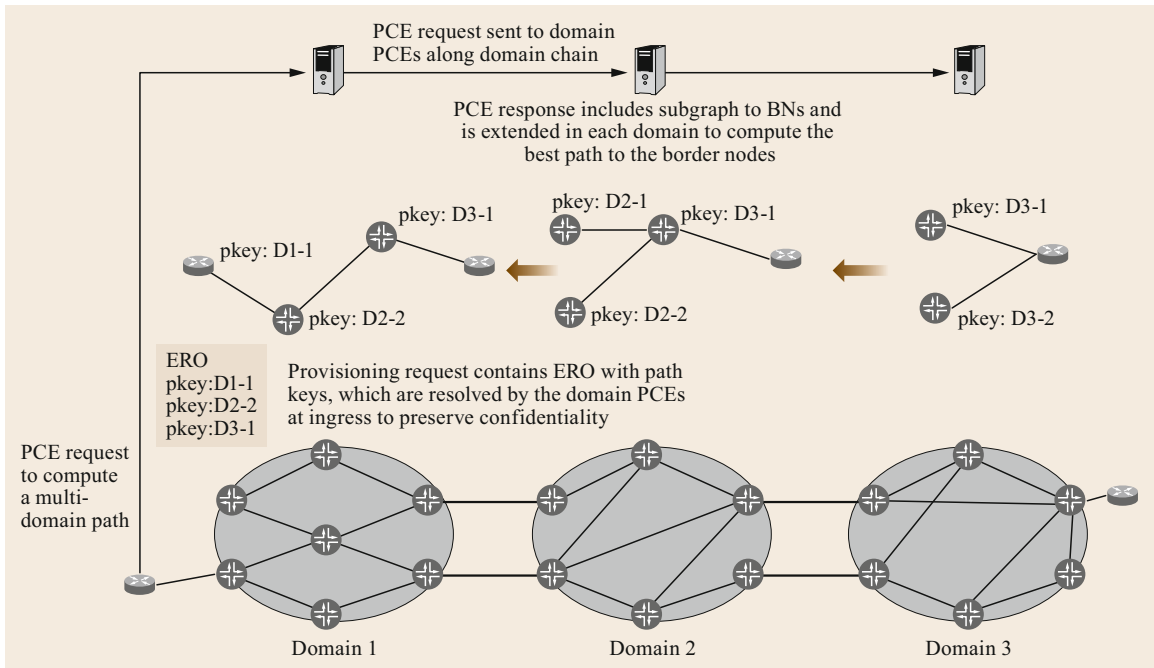 PCE request sent to domain
PCEs along domain chain
PCE response includes subgraph to BNs and
is extended in each domain to compute the
best path to the border nodes
pkey: D1-1
pkey: D3-1
pkey: D2-2
pkey: D2-1
pkey: D3-1
pkey: D2-2
pkey: D3-1
pkey: D3-2
ERO
pkey:D1-1
pkey:D2-2
pkey:D3-1
Provisioning request contains ERO with path
keys, which are resolved by the domain PCEs
at ingress to preserve confidentiality
PCE request
to compute
a multi-
domain path
Domain 1
Domain 2
Domain 3